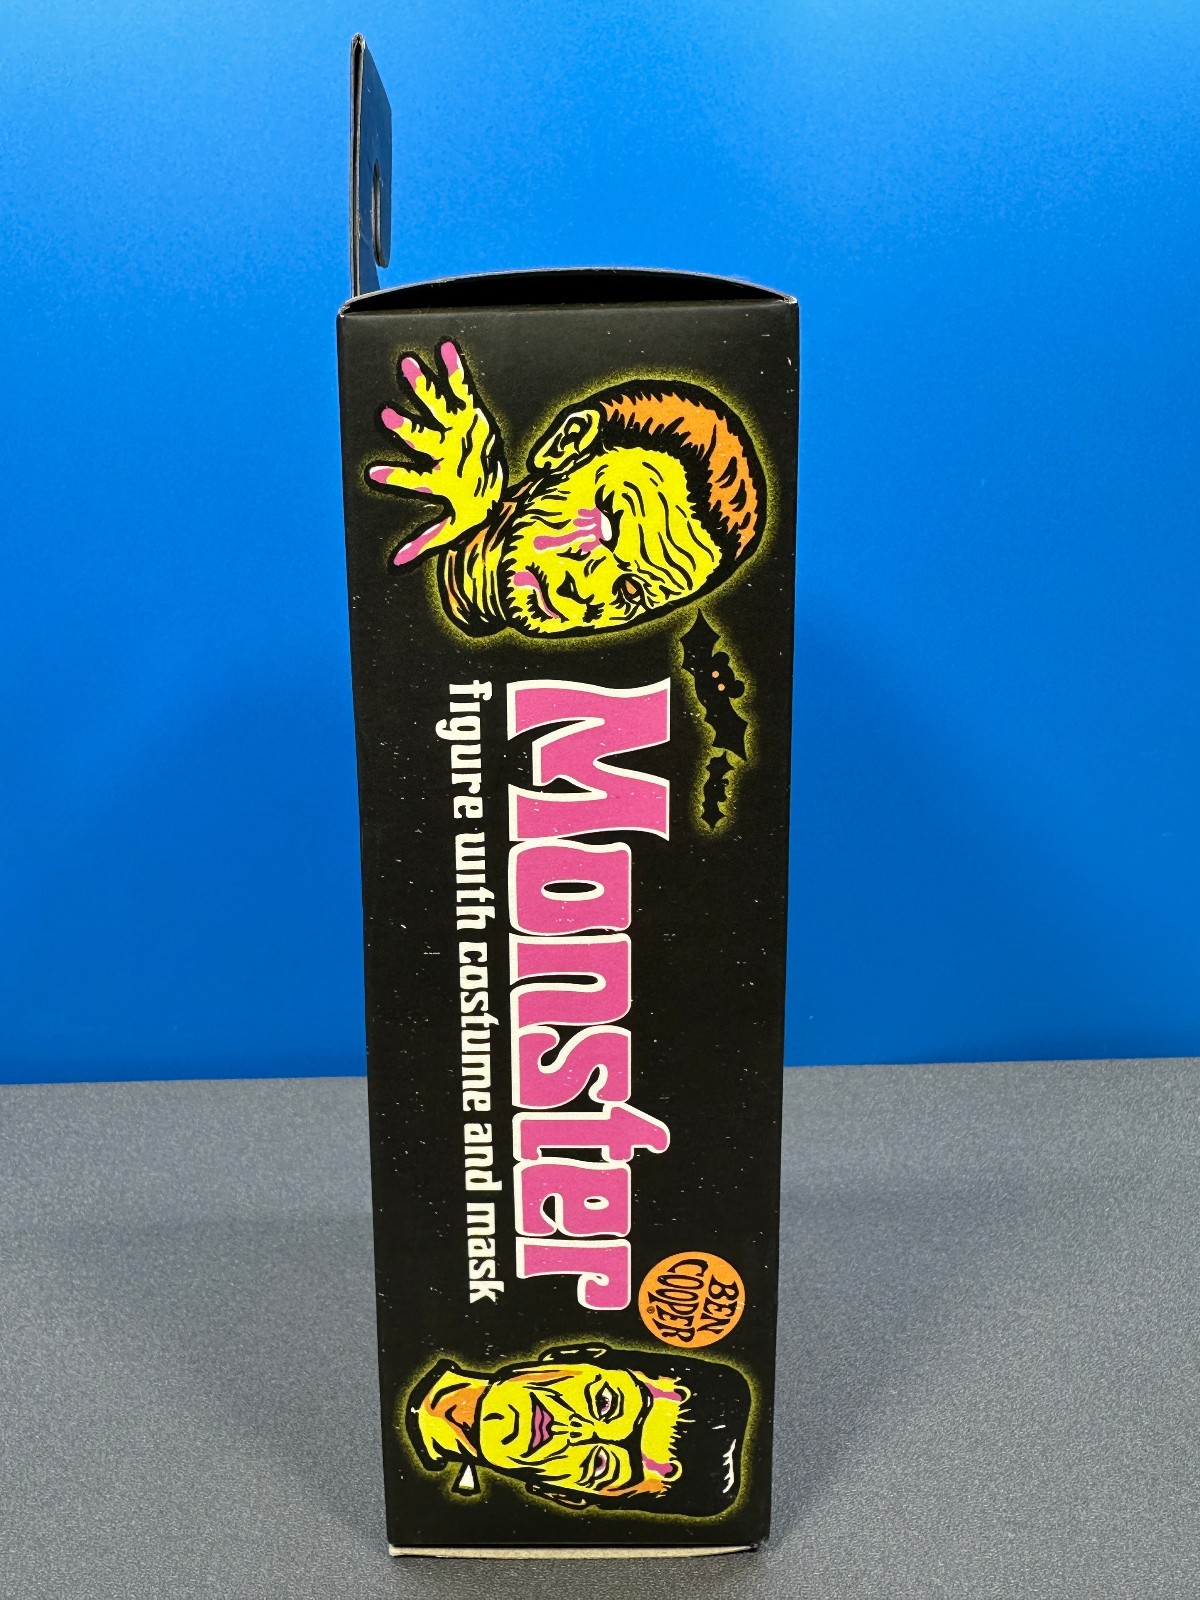 Monster
figure with costume and mask
BEN
COOPER®